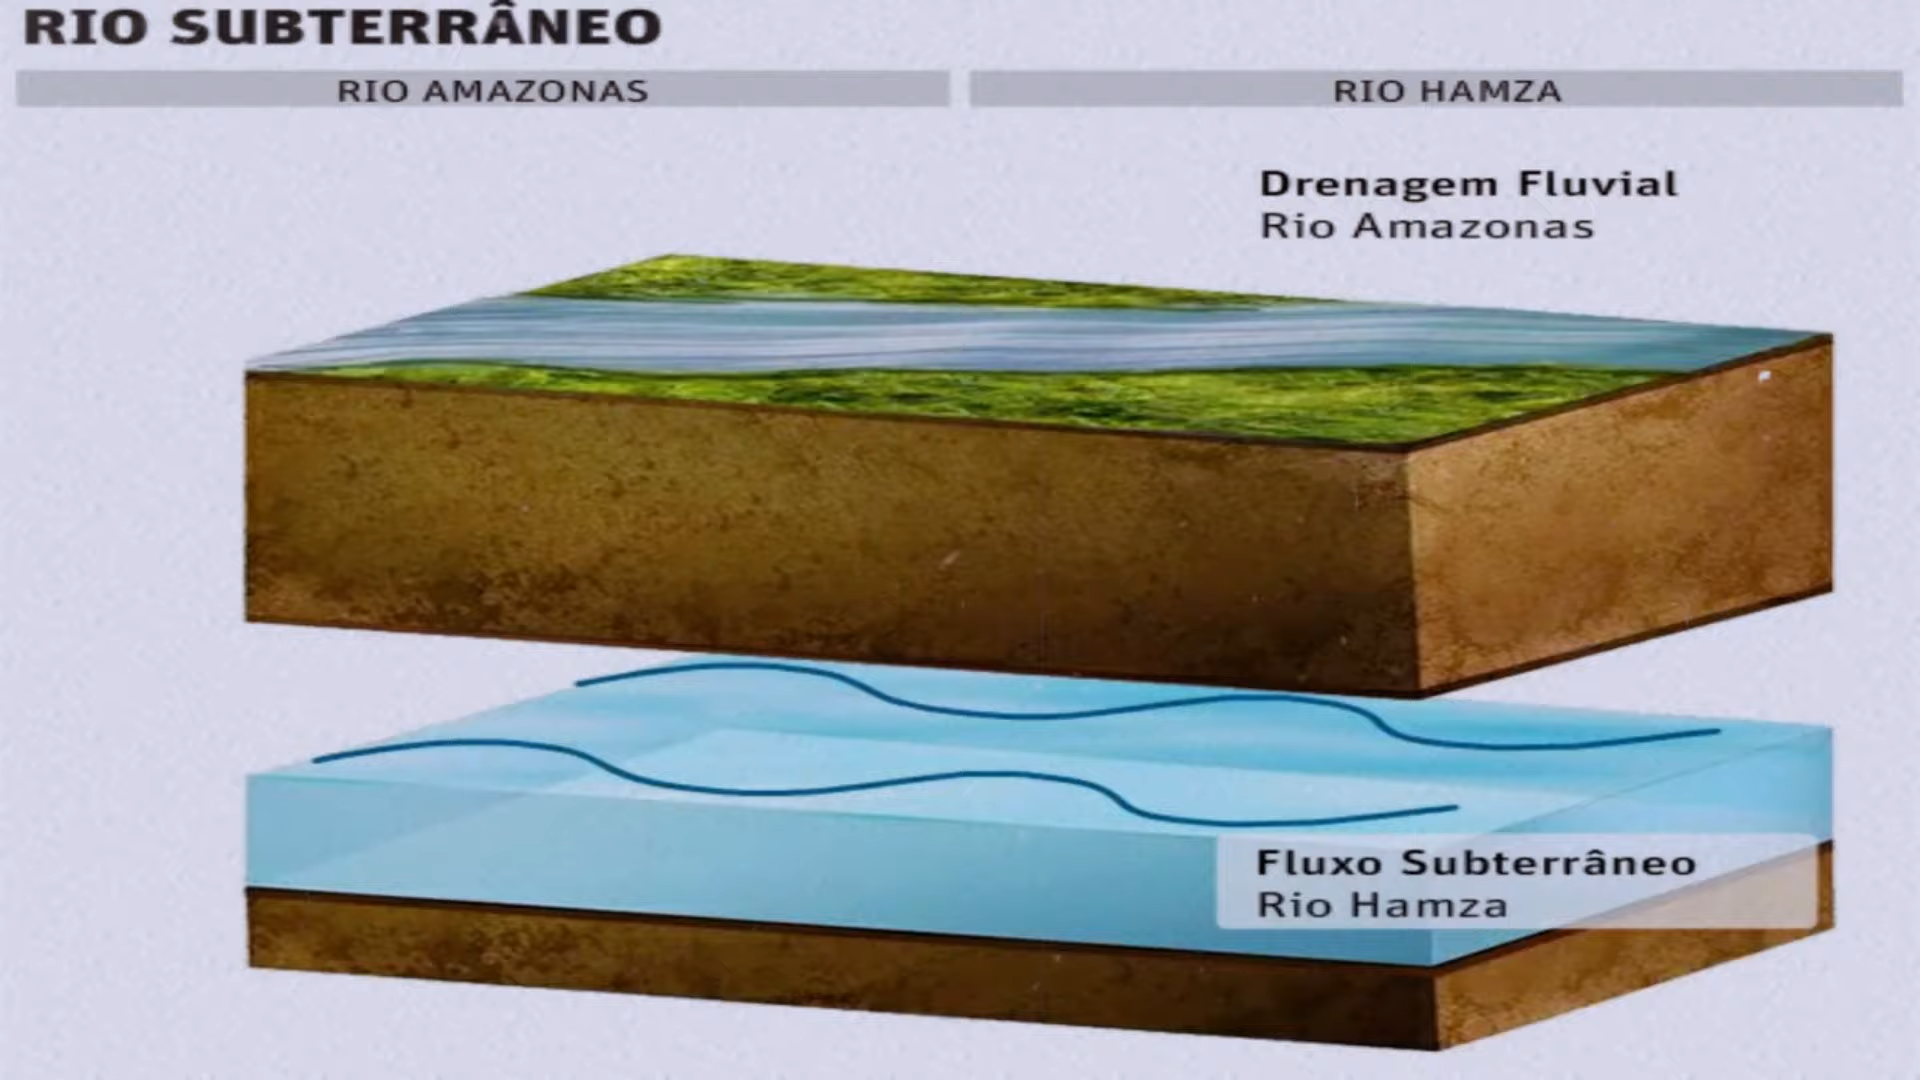 RIO SUBTERRÂNEO
RIO AMAZONAS
RIO HAMZA
Drenagem Fluvial
Rio Amazonas
Fluxo Subterrâneo
Rio Hamza